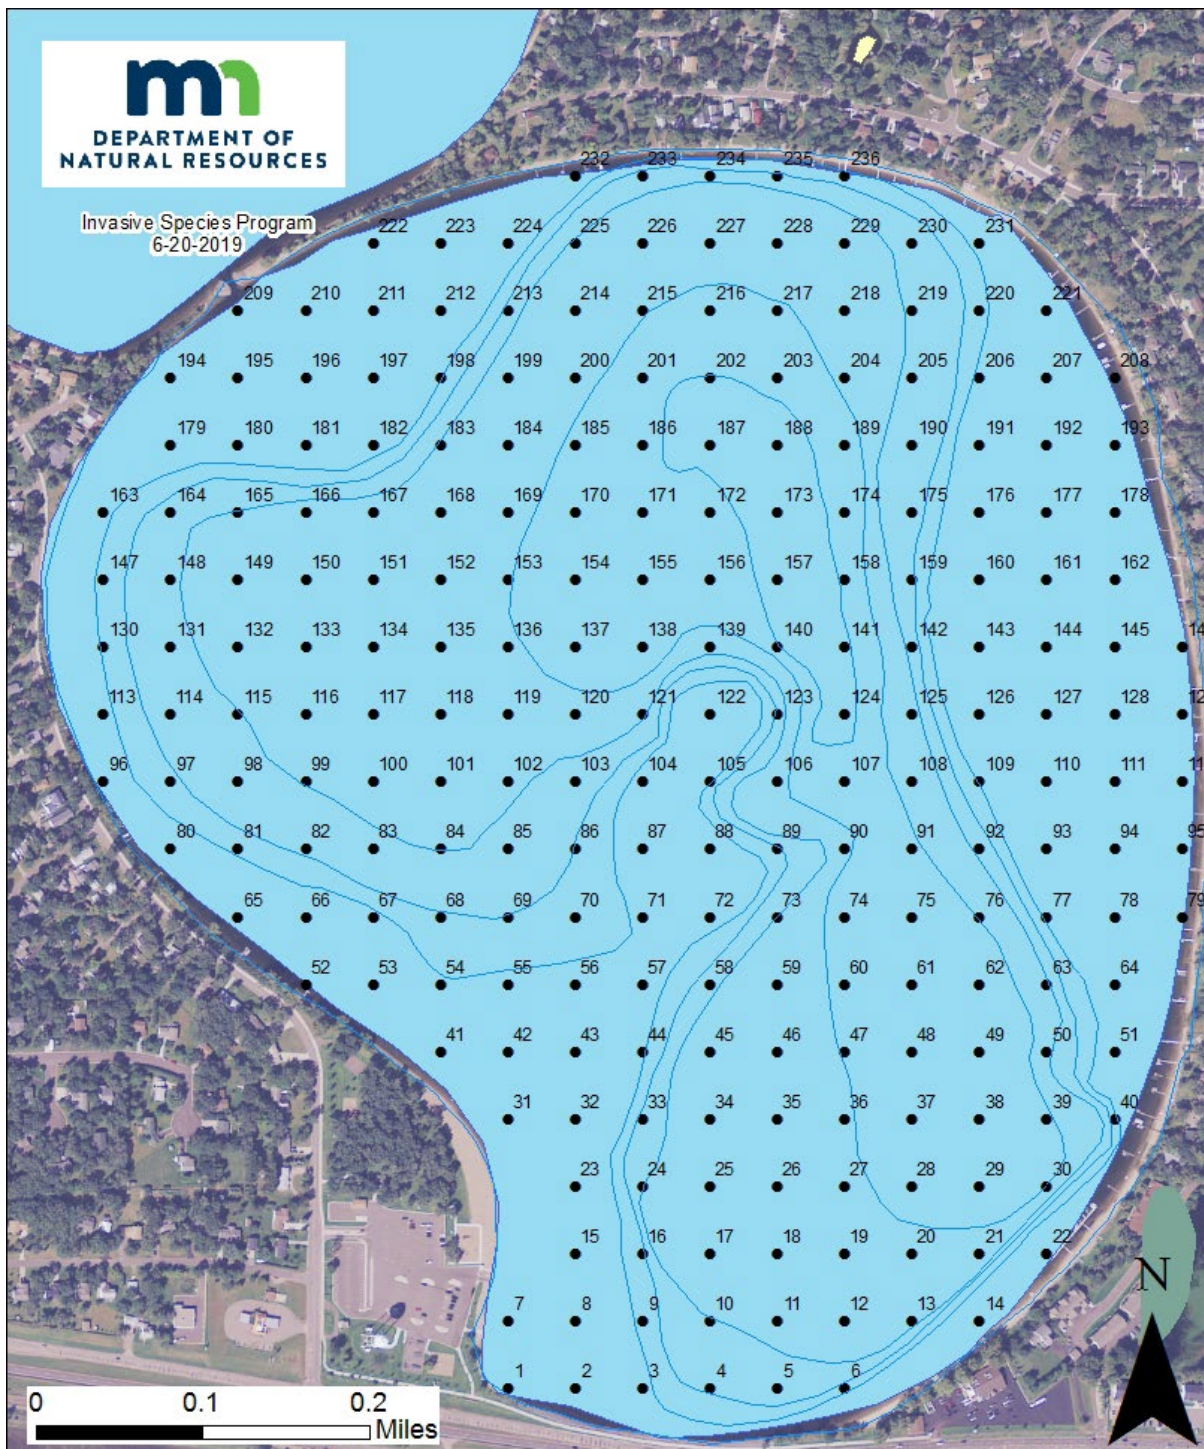 DEPARTMENT OF
NATURAL RESOURCES
Invasive Species Program
6-20-2019
232 233 234 235 236
222 223 224 225 226 227 228 229 230 231
209 210 211 212 213 214 215 216 217 218 219 220 221
194 195 196 197 198 199 200 201 202 203 204 205 206 207 208
179 180 181 182 183 184 185 186 187 188 189 190 191 192 193
163 164 165 166 167 168 169 170 171 172 173 174 175 176 177 178
147 148 149 150 151 152 153 154 155 156 157 158 159 160 161 162
130 131 132 133 134 135 136 137 138 139 140 141 142 143 144 145
113 114 115 116 117 118 119 120 121 122 123 124 125 126 127 128
96 97 98 99 100 101 102 103 104 105 106 107 108 109 110 111
80 81 82 83 84 85 86 87 88 89 90 91 92 93 94 95
65 66 67 68 69 70 71 72 73 74 75 76 77 78 79
52 53 54 55 56 57 58 59 60 61 62 63 64
41 42 43 44 45 46 47 48 49 50 51
31 32 33 34 35 36 37 38 39 40
23 24 25 26 27 28 29 30
15 16 17 18 19 20 21 22
7 8 9 10 11 12 13 14
1 2 3 4 5 6
N
0 0.1 0.2
Miles